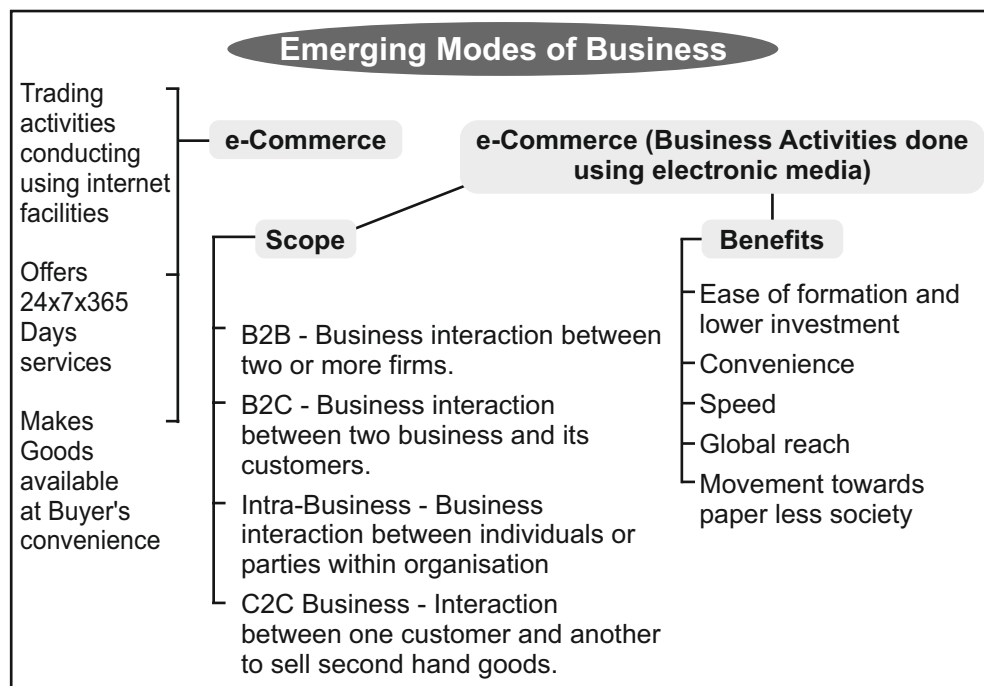 Emerging Modes of Business
Trading
activities
conducting
using internet
facilities
Offers
24x7x365
Days
services
Makes
Goods
available
at Buyer's
convenience
e-Commerce
e-Commerce (Business Activities done
using electronic media)
Scope
B2B - Business interaction between
two or more firms.
B2C - Business interaction
between two business and its
customers.
Intra-Business - Business
interaction between individuals or
parties within organisation
C2C Business - Interaction
between one customer and another
to sell second hand goods.
Benefits
Ease of formation and
lower investment
Convenience
Speed
Global reach
Movement towards
paper less society